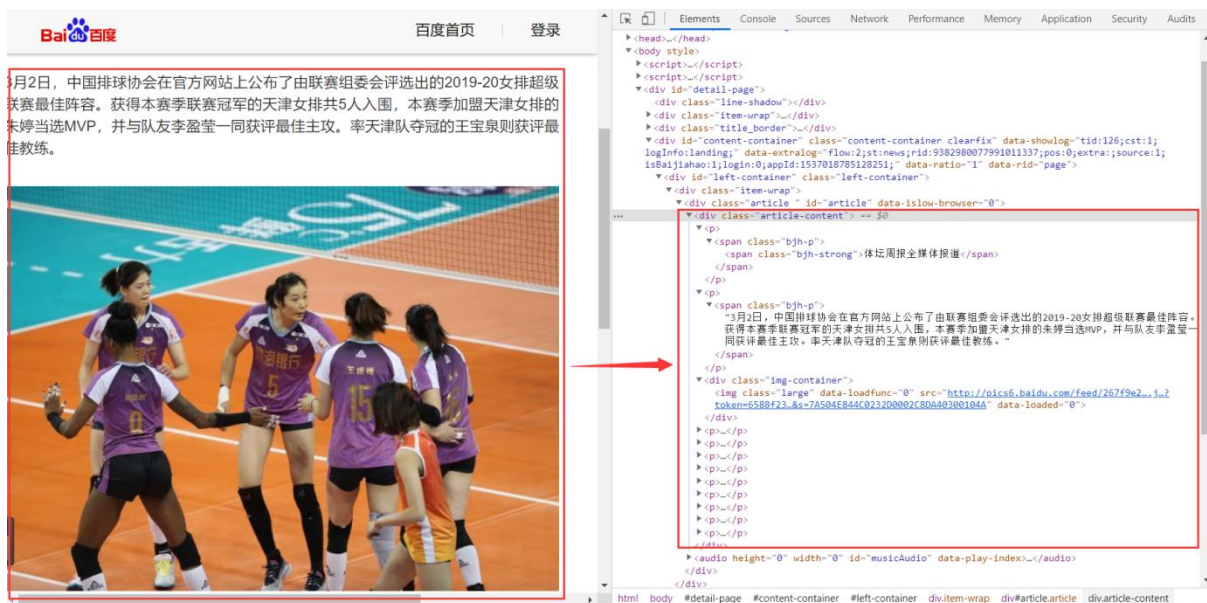 Bai du 百度
百度首页
登录
3月2日，中国排球协会在官方网站上公布了由联赛组委会评选出的2019-20女排超级
联赛最佳阵容。获得本赛季联赛冠军的天津女排共5人入围，本赛季加盟天津女排的
朱婷当选MVP，并与队友李盈莹一同获评最佳主攻。率天津队夺冠的王宝泉则获评最
佳教练。
5
15
Elements Console Sources Network Performance Memory Application Security Audits
▶<head>…</head>
▼<body style>
▶<script>…</script>
▶<script>…</script>
▼<div id="detail-page">
<div class="line-shadow"></div>
▶<div class="item-wrap">…</div>
▶<div class="title_border">…</div>
▼<div id="content-container" class="content-container clearfix" data-showlog="tid:126;cst:1;
logInfo:landing;" data-extralog="flow:2;st:news;rid:9382980077991011337;pos:0;extra:;source:1;
isBaijiahao:1;login:0;appId:1537018785128251;" data-ratio="1" data-rid="page">
▼<div id="left-container" class="left-container">
▼<div class="item-wrap">
▼<div class="article " id="article" data-islow-browser="0">
… ▼<div class="article-content"> == $0
▼<p>
▼<span class="bjh-p">
<span class="bjh-strong">体坛周报全媒体报道</span>
</span>
</p>
▼<p>
▼<span class="bjh-p">
"3月2日，中国排球协会在官方网站上公布了由联赛组委会评选出的2019-20女排超级联赛最佳阵容。
获得本赛季联赛冠军的天津女排共5人入围，本赛季加盟天津女排的朱婷当选MVP，并与队友李盈莹一
同获评最佳主攻。率天津队夺冠的王宝泉则获评最佳教练。"
</span>
</p>
▼<div class="img-container">
<img class="large" data-loadfunc="0" src="http://pics6.baidu.com/feed/267f9e2….j…?
token=6588f23…&s=7A504E844C0232D0002C8DA40300104A" data-loaded="0">
</div>
▶<p>…</p>
▶<p>…</p>
▶<p>…</p>
▶<p>…</p>
▶<p>…</p>
▶<p>…</p>
▶<p>…</p>
▶<p>…</p>
▶<p>…</p>
</div>
▶<audio height="0" width="0" id="musicAudio" data-play-index>…</audio>
</div>
</div>
html body #detail-page #content-container #left-container div.item-wrap div#article.article div.article-content